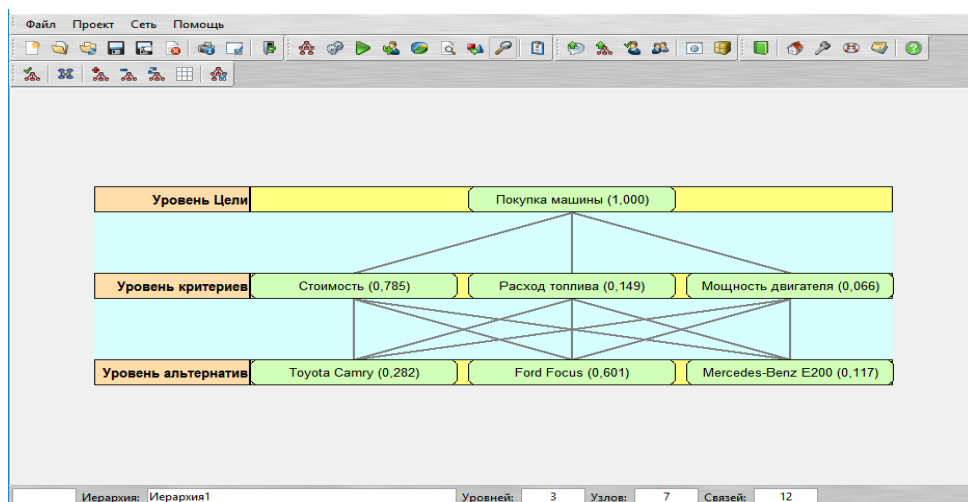 Файл Проект Сеть Помощь
Уровень Цели Покупка машины (1,000)
Уровень критериев Стоимость (0,785) Расход топлива (0,149) Мощность двигателя (0,066)
Уровень альтернатив Toyota Camry (0,282) Ford Focus (0,601) Mercedes-Benz E200 (0,117)
Иерархия: Иерархия1 Уровней: 3 Узлов: 7 Связей: 12